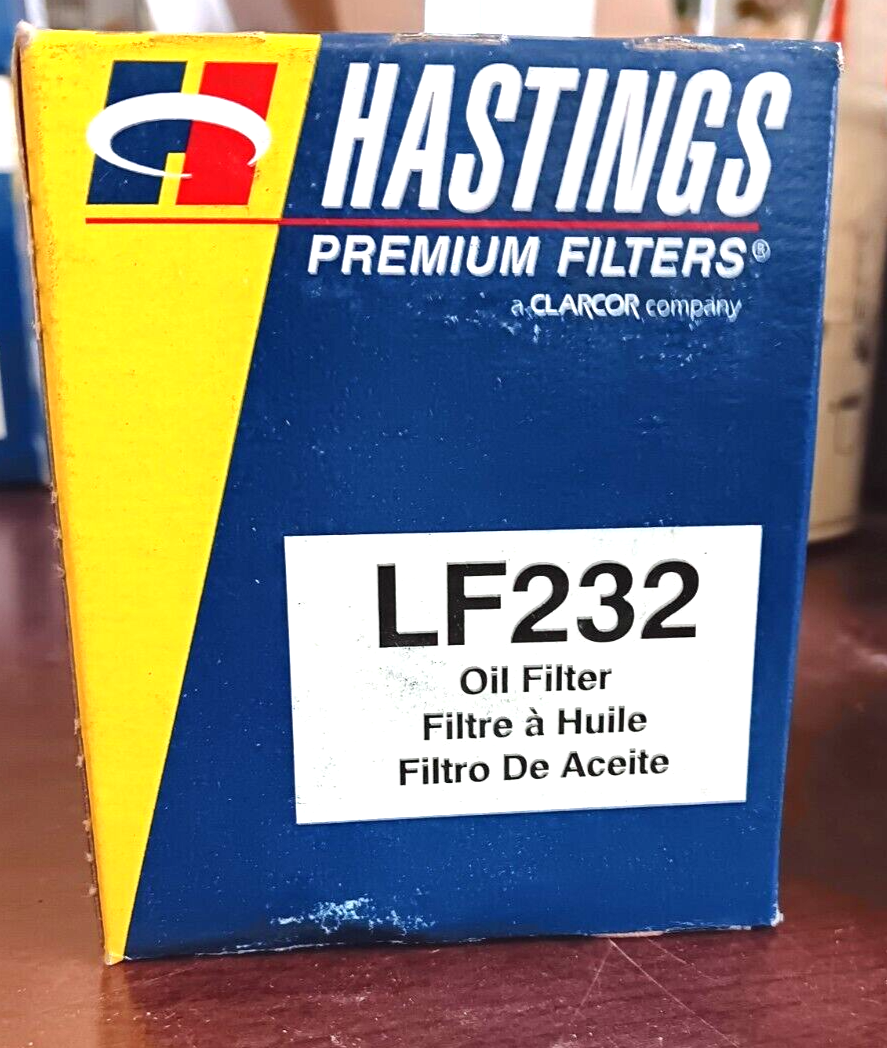 HASTINGS
PREMIUM FILTERS®
a CLARCOR company
LF232
Oil Filter
Filtre à Huile
Filtro De Aceite